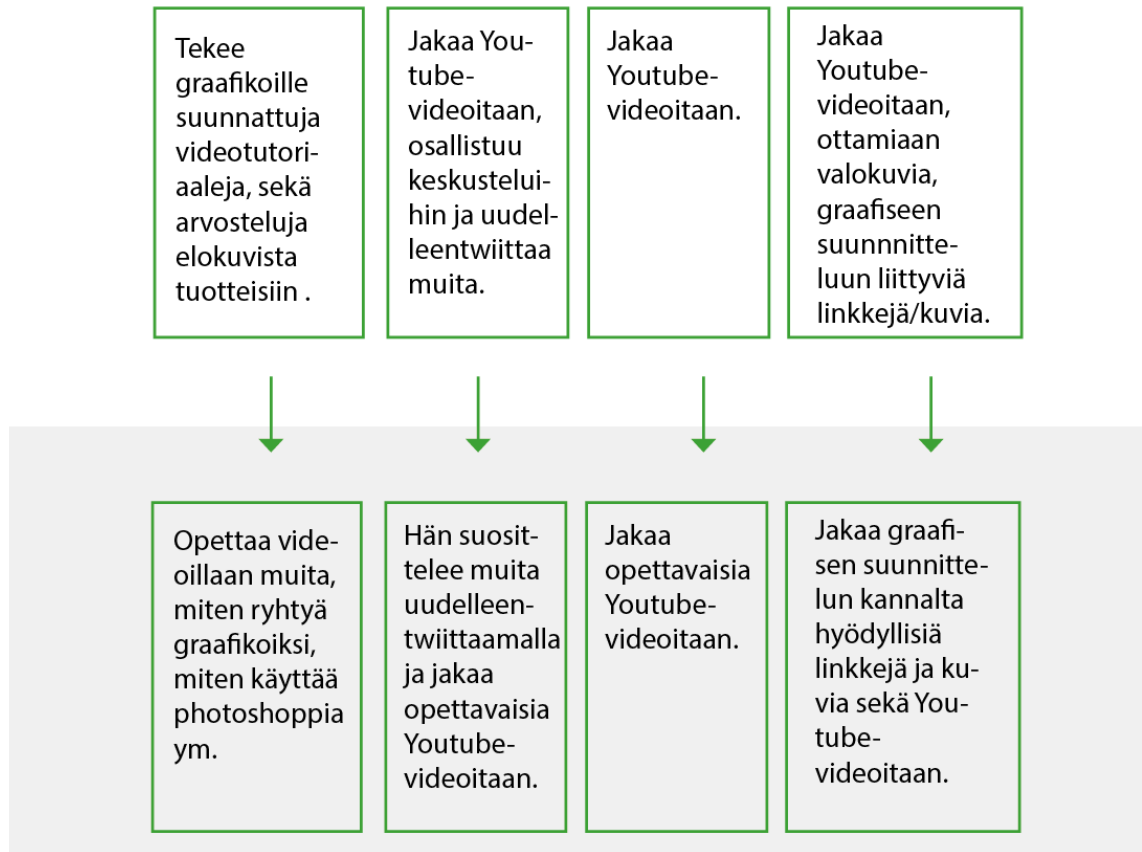 Tekee
graafikoille
suunnattuja
videotutori-
aaleja, sekä
arvosteluja
elokuvista
tuotteisiin .
Jakaa You-
tube-
videoitaan,
osallistuu
keskustelui-
hin ja uudel-
leentwiittaa
muita.
Jakaa
Youtube-
videoitaan.
Jakaa
Youtube-
videoitaan,
ottamiaan
valokuvia,
graafiseen
suunnnitte-
luun liittyviä
linkkejä/kuvia.
Opettaa vide-
oillaan muita,
miten ryhtyä
graafikoiksi,
miten käyttää
photoshoppia
ym.
Hän suosit-
telee muita
uudelleen-
twiittaamalla
ja jakaa
opettavaisia
Youtube-
videoitaan.
Jakaa
opettavaisia
Youtube-
videoitaan.
Jakaa graafi-
sen suunnitte-
lun kannalta
hyödyllisiä
linkkejä ja ku-
via sekä You-
tube-
videoitaan.